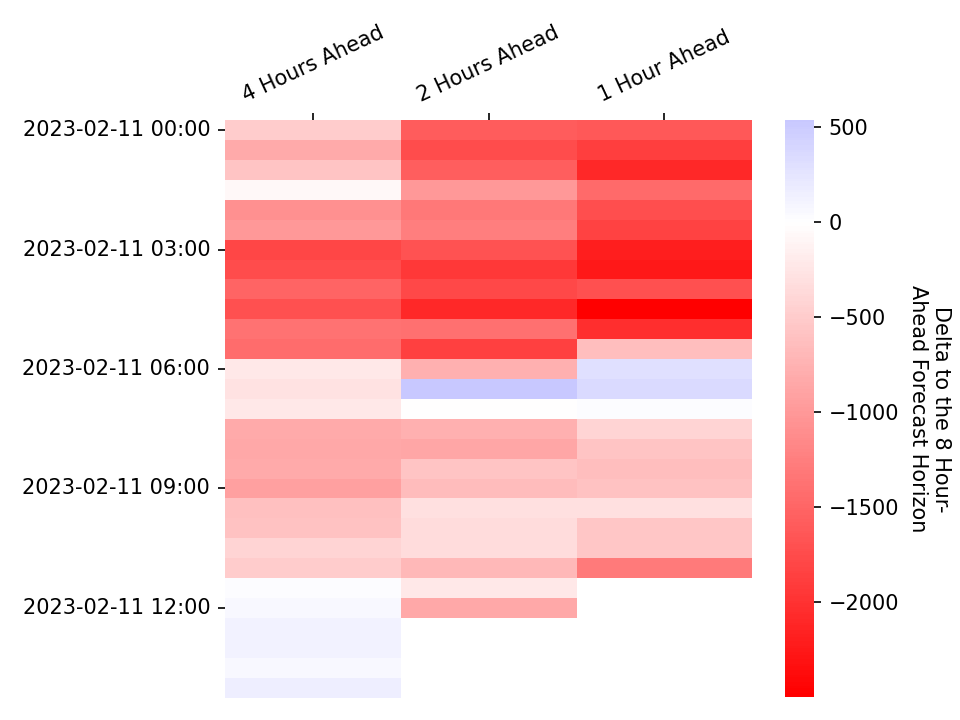 4 Hours Ahead
2 Hours Ahead
1 Hour Ahead
2023-02-11 00:00
2023-02-11 03:00
2023-02-11 06:00
2023-02-11 09:00
2023-02-11 12:00
500
0
−500
−1000
−1500
−2000
Delta to the 8 Hour-
Ahead Forecast Horizon